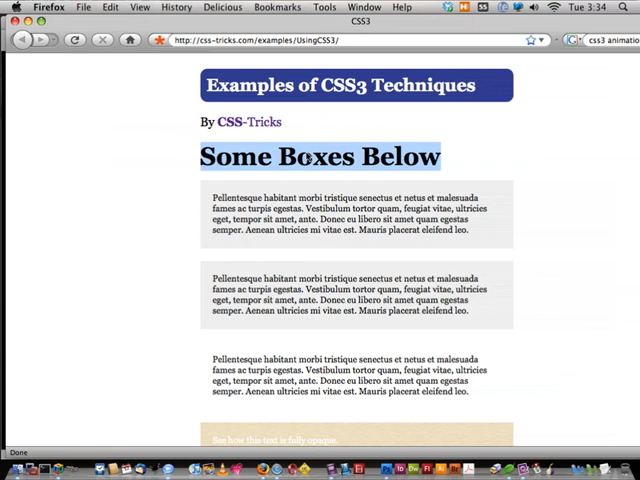 Firefox File Edit View History Delicious Bookmarks Tools Window Help Tue 3:34
CSS3
http://css-tricks.com/examples/UsingCSS3/
css3 animatio
Examples of CSS3 Techniques
By CSS-Tricks
Some Boxes Below
Pellentesque habitant morbi tristique senectus et netus et malesuada
fames ac turpis egestas. Vestibulum tortor quam, feugiat vitae, ultricies
eget, tempor sit amet, ante. Donec eu libero sit amet quam egestas
semper. Aenean ultricies mi vitae est. Mauris placerat eleifend leo.
Pellentesque habitant morbi tristique senectus et netus et malesuada
fames ac turpis egestas. Vestibulum tortor quam, feugiat vitae, ultricies
eget, tempor sit amet, ante. Donec eu libero sit amet quam egestas
semper. Aenean ultricies mi vitae est. Mauris placerat eleifend leo.
Pellentesque habitant morbi tristique senectus et netus et malesuada
fames ac turpis egestas. Vestibulum tortor quam, feugiat vitae, ultricies
eget, tempor sit amet, ante. Donec eu libero sit amet quam egestas
semper. Aenean ultricies mi vitae est. Mauris placerat eleifend leo.
See how this text is fully opaque.
Done